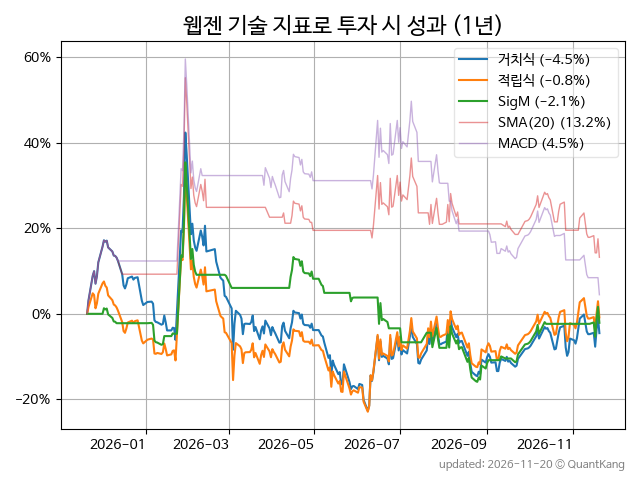 웹젠 기술 지표로 투자 시 성과 (1년)
거치식 (-4.5%)
적립식 (-0.8%)
SigM (-2.1%)
SMA(20) (13.2%)
MACD (4.5%)
60%
40%
20%
0%
−20%
2026-01
2026-03
2026-05
2026-07
2026-09
2026-11
updated: 2026-11-20 © QuantKang